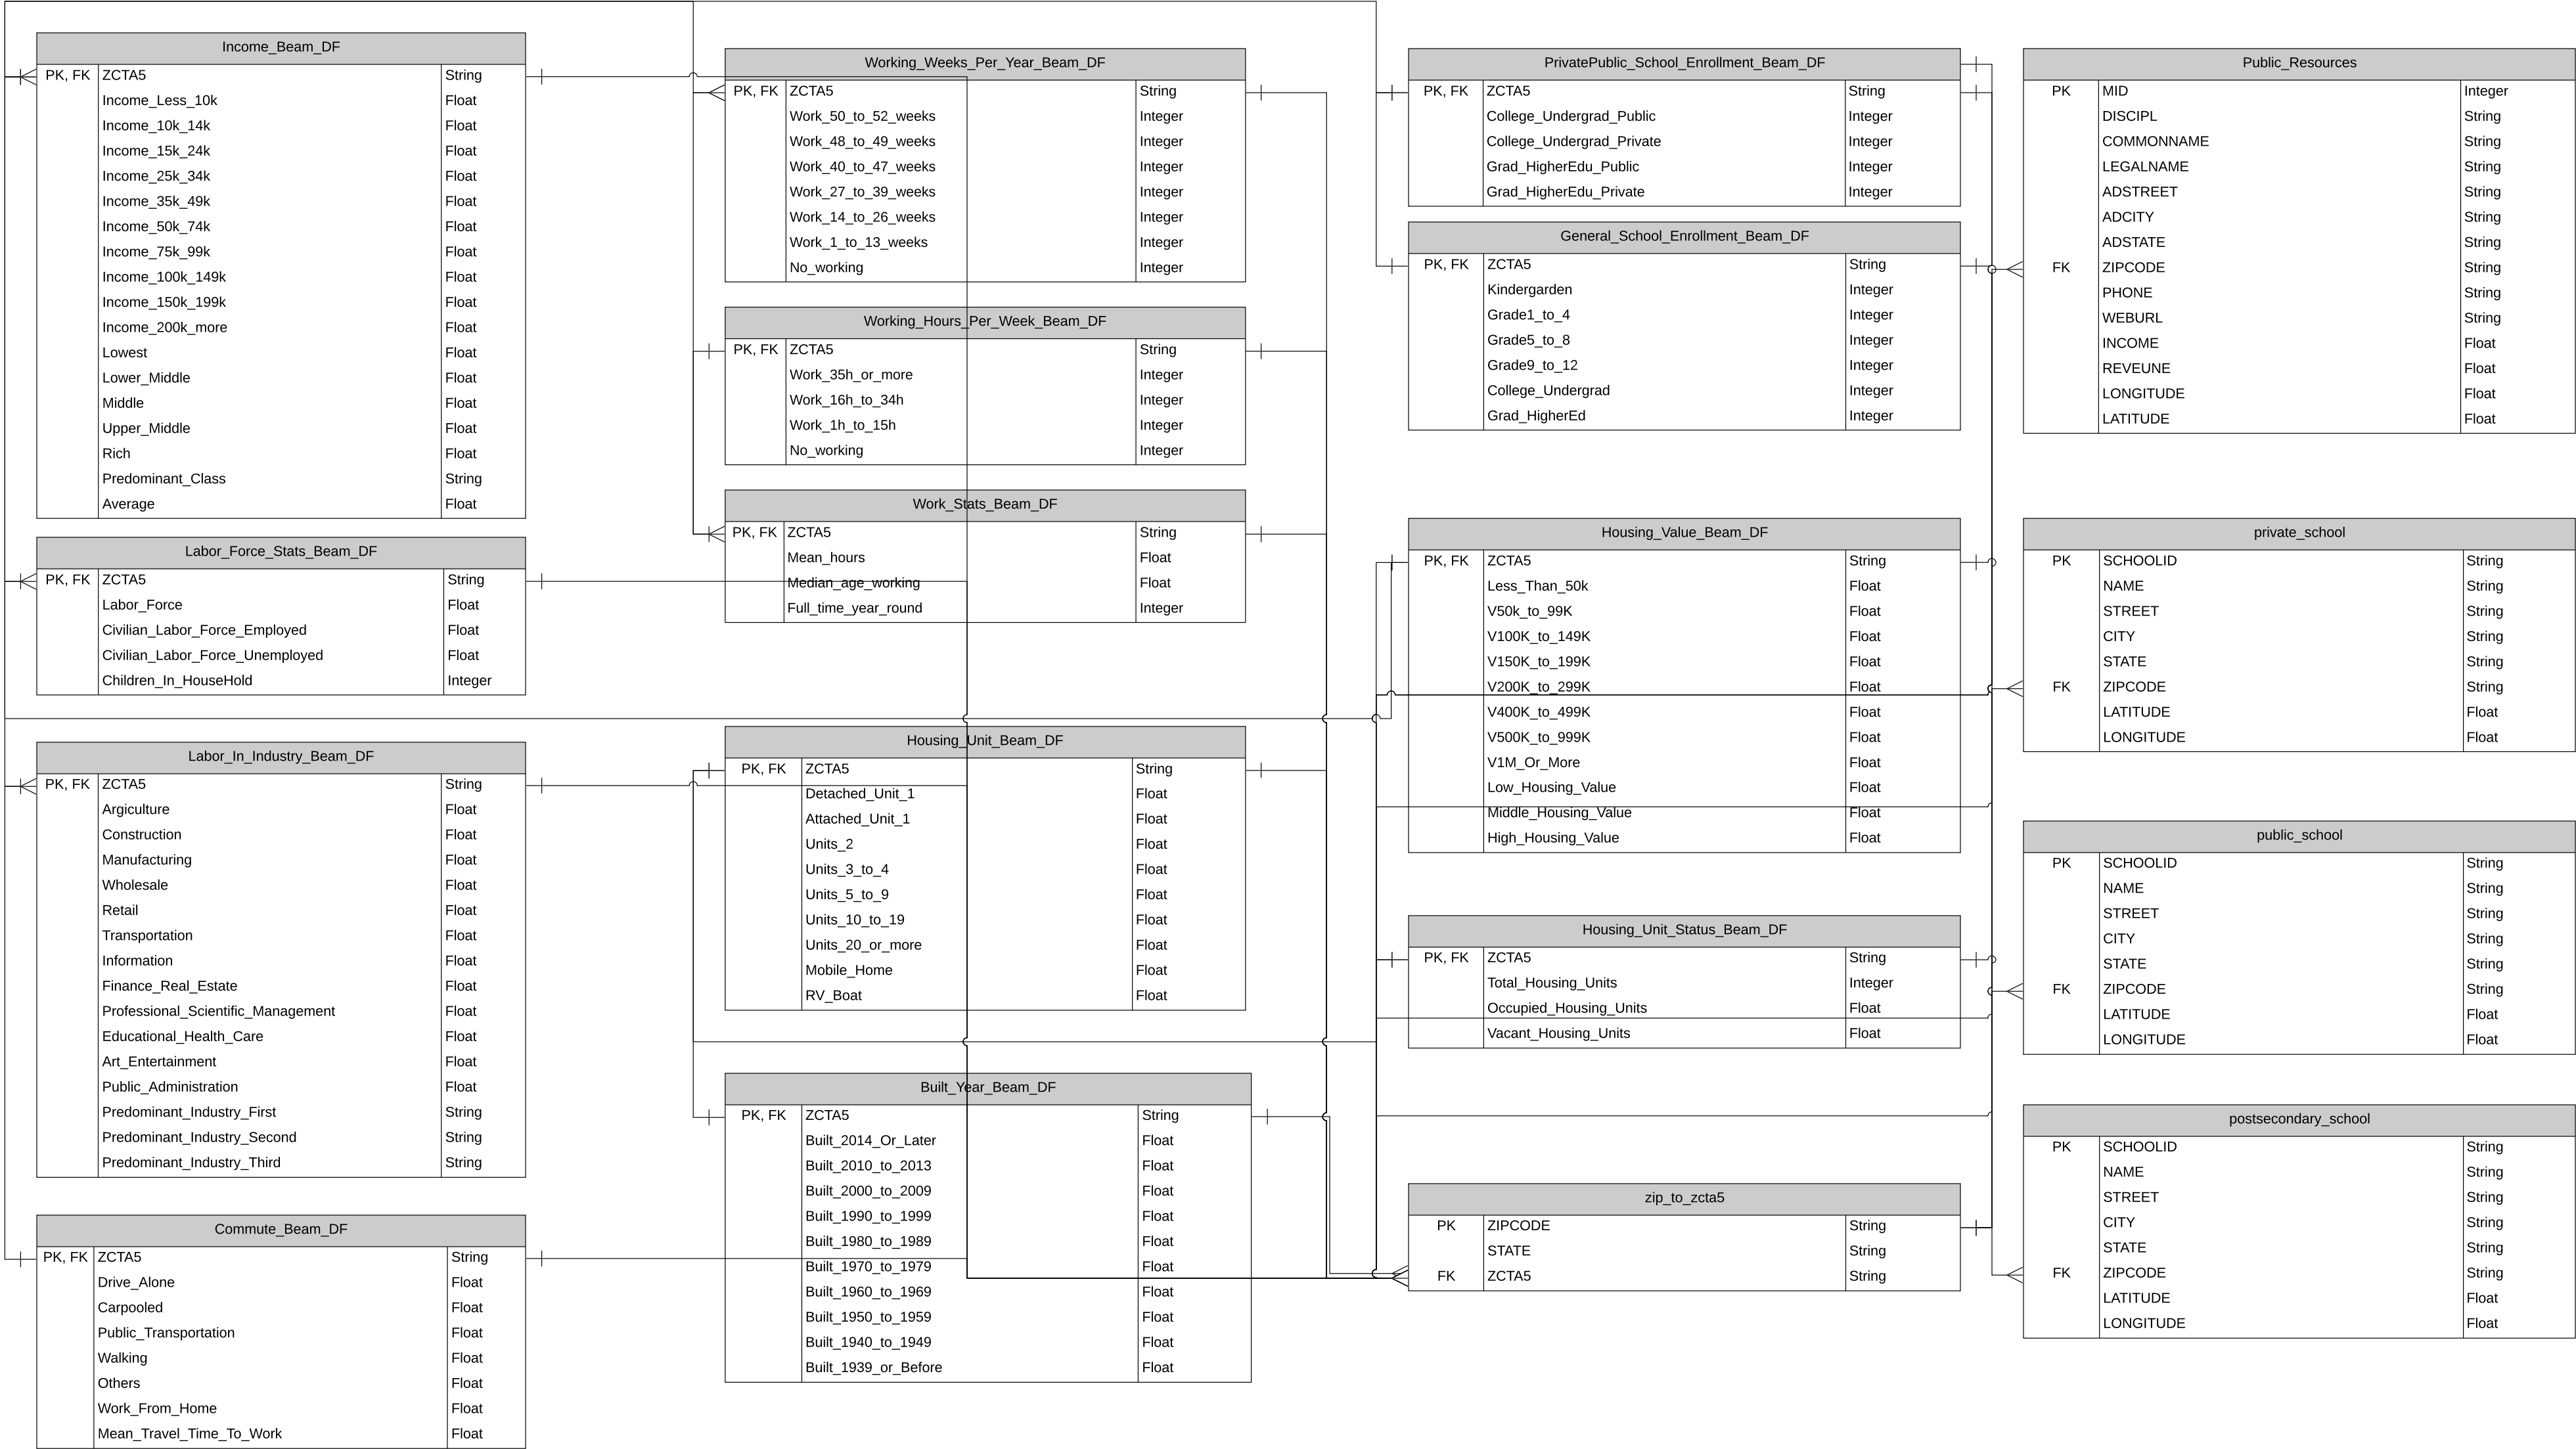 Income_Beam_DF
PK, FK ZCTA5 String
Income_Less_10k Float
Income_10k_14k Float
Income_15k_24k Float
Income_25k_34k Float
Income_35k_49k Float
Income_50k_74k Float
Income_75k_99k Float
Income_100k_149k Float
Income_150k_199k Float
Income_200k_more Float
Lowest Float
Lower_Middle Float
Middle Float
Upper_Middle Float
Rich Float
Predominant_Class String
Average Float
Labor_Force_Stats_Beam_DF
PK, FK ZCTA5 String
Labor_Force Float
Civilian_Labor_Force_Employed Float
Civilian_Labor_Force_Unemployed Float
Children_In_HouseHold Integer
Labor_In_Industry_Beam_DF
PK, FK ZCTA5 String
Argiculture Float
Construction Float
Manufacturing Float
Wholesale Float
Retail Float
Transportation Float
Information Float
Finance_Real_Estate Float
Professional_Scientific_Management Float
Educational_Health_Care Float
Art_Entertainment Float
Public_Administration Float
Predominant_Industry_First String
Predominant_Industry_Second String
Predominant_Industry_Third String
Commute_Beam_DF
PK, FK ZCTA5 String
Drive_Alone Float
Carpooled Float
Public_Transportation Float
Walking Float
Others Float
Work_From_Home Float
Mean_Travel_Time_To_Work Float
Working_Weeks_Per_Year_Beam_DF
PK, FK ZCTA5 String
Work_50_to_52_weeks Integer
Work_48_to_49_weeks Integer
Work_40_to_47_weeks Integer
Work_27_to_39_weeks Integer
Work_14_to_26_weeks Integer
Work_1_to_13_weeks Integer
No_working Integer
Working_Hours_Per_Week_Beam_DF
PK, FK ZCTA5 String
Work_35h_or_more Integer
Work_16h_to_34h Integer
Work_1h_to_15h Integer
No_working Integer
Work_Stats_Beam_DF
PK, FK ZCTA5 String
Mean_hours Float
Median_age_working Float
Full_time_year_round Integer
Housing_Unit_Beam_DF
PK, FK ZCTA5 String
Detached_Unit_1 Float
Attached_Unit_1 Float
Units_2 Float
Units_3_to_4 Float
Units_5_to_9 Float
Units_10_to_19 Float
Units_20_or_more Float
Mobile_Home Float
RV_Boat Float
Built_Year_Beam_DF
PK, FK ZCTA5 String
Built_2014_Or_Later Float
Built_2010_to_2013 Float
Built_2000_to_2009 Float
Built_1990_to_1999 Float
Built_1980_to_1989 Float
Built_1970_to_1979 Float
Built_1960_to_1969 Float
Built_1950_to_1959 Float
Built_1940_to_1949 Float
Built_1939_or_Before Float
PrivatePublic_School_Enrollment_Beam_DF
PK, FK ZCTA5 String
College_Undergrad_Public Integer
College_Undergrad_Private Integer
Grad_HigherEdu_Public Integer
Grad_HigherEdu_Private Integer
General_School_Enrollment_Beam_DF
PK, FK ZCTA5 String
Kindergarden Integer
Grade1_to_4 Integer
Grade5_to_8 Integer
Grade9_to_12 Integer
College_Undergrad Integer
Grad_HigherEd Integer
Housing_Value_Beam_DF
PK, FK ZCTA5 String
Less_Than_50k Float
V50k_to_99K Float
V100K_to_149K Float
V150K_to_199K Float
V200K_to_299K Float
V400K_to_499K Float
V500K_to_999K Float
V1M_Or_More Float
Low_Housing_Value Float
Middle_Housing_Value Float
High_Housing_Value Float
Housing_Unit_Status_Beam_DF
PK, FK ZCTA5 String
Total_Housing_Units Integer
Occupied_Housing_Units Float
Vacant_Housing_Units Float
zip_to_zcta5
PK ZIPCODE String
STATE String
FK ZCTA5 String
Public_Resources
PK MID Integer
DISCIPL String
COMMONNAME String
LEGALNAME String
ADSTREET String
ADCITY String
ADSTATE String
FK ZIPCODE String
PHONE String
WEBURL String
INCOME Float
REVEUNE Float
LONGITUDE Float
LATITUDE Float
private_school
PK SCHOOLID String
NAME String
STREET String
CITY String
STATE String
FK ZIPCODE String
LATITUDE Float
LONGITUDE Float
public_school
PK SCHOOLID String
NAME String
STREET String
CITY String
STATE String
FK ZIPCODE String
LATITUDE Float
LONGITUDE Float
postsecondary_school
PK SCHOOLID String
NAME String
STREET String
CITY String
STATE String
FK ZIPCODE String
LATITUDE Float
LONGITUDE Float